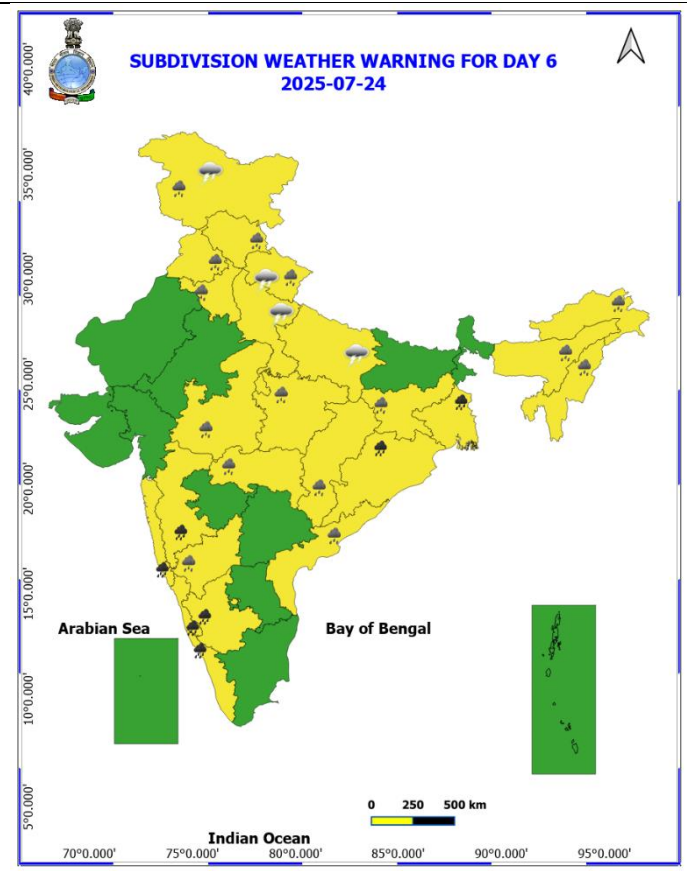 SUBDIVISION WEATHER WARNING FOR DAY 6
2025-07-24
40°0.000'
35°0.000'
30°0.000'
25°0.000'
20°0.000'
15°0.000'
10°0.000'
5°0.000'
Arabian Sea
Bay of Bengal
0 250 500 km
Indian Ocean
70°0.000' 75°0.000' 80°0.000' 85°0.000' 90°0.000' 95°0.000'